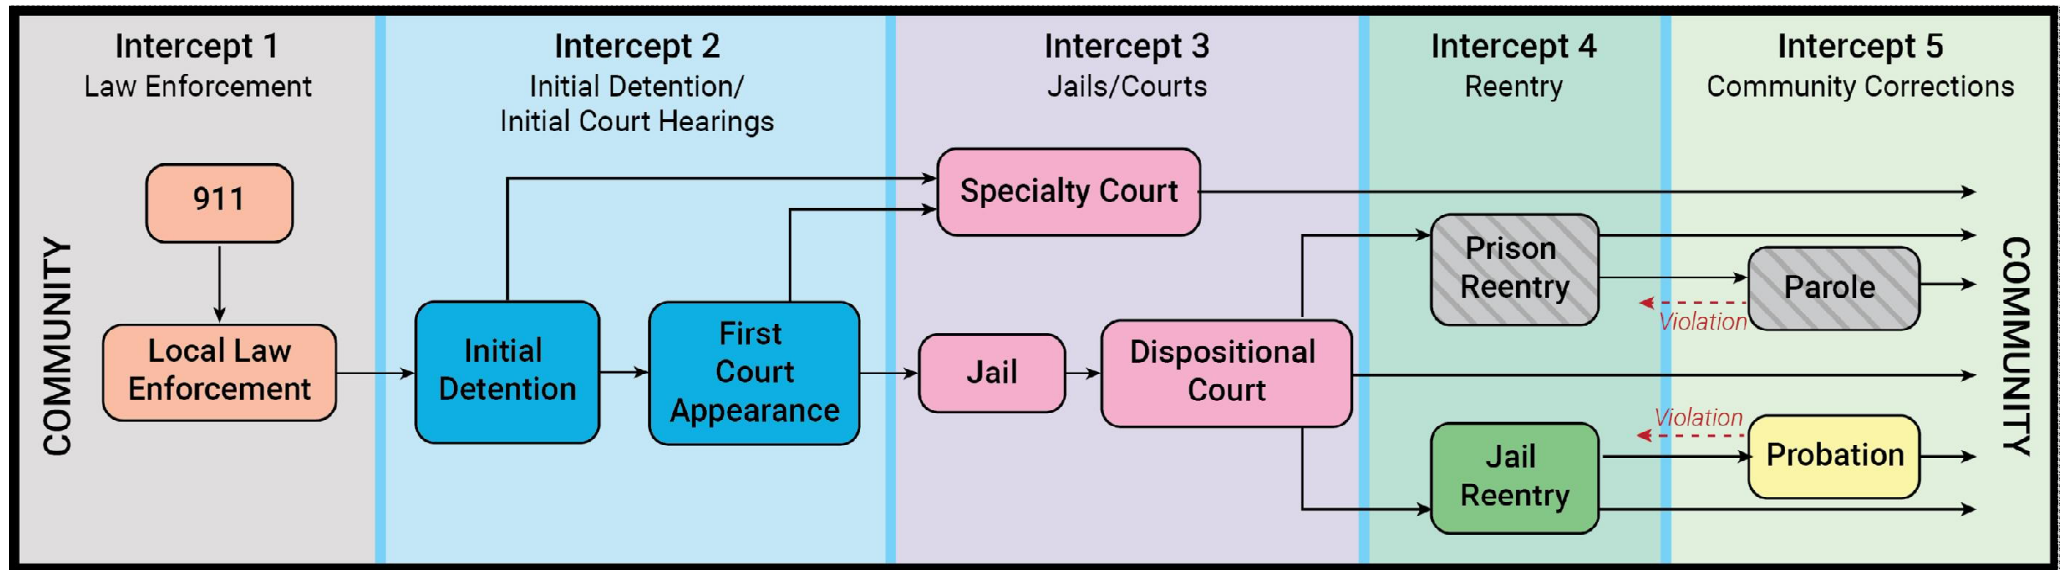 Intercept 1
Law Enforcement
Intercept 2
Initial Detention/
Initial Court Hearings
Intercept 3
Jails/Courts
Intercept 4
Reentry
Intercept 5
Community Corrections
COMMUNITY
911
Local Law
Enforcement
Initial
Detention
First
Court
Appearance
Specialty Court
Jail
Dispositional
Court
Prison
Reentry
Parole
Violation
Violation
Jail
Reentry
Probation
COMMUNITY